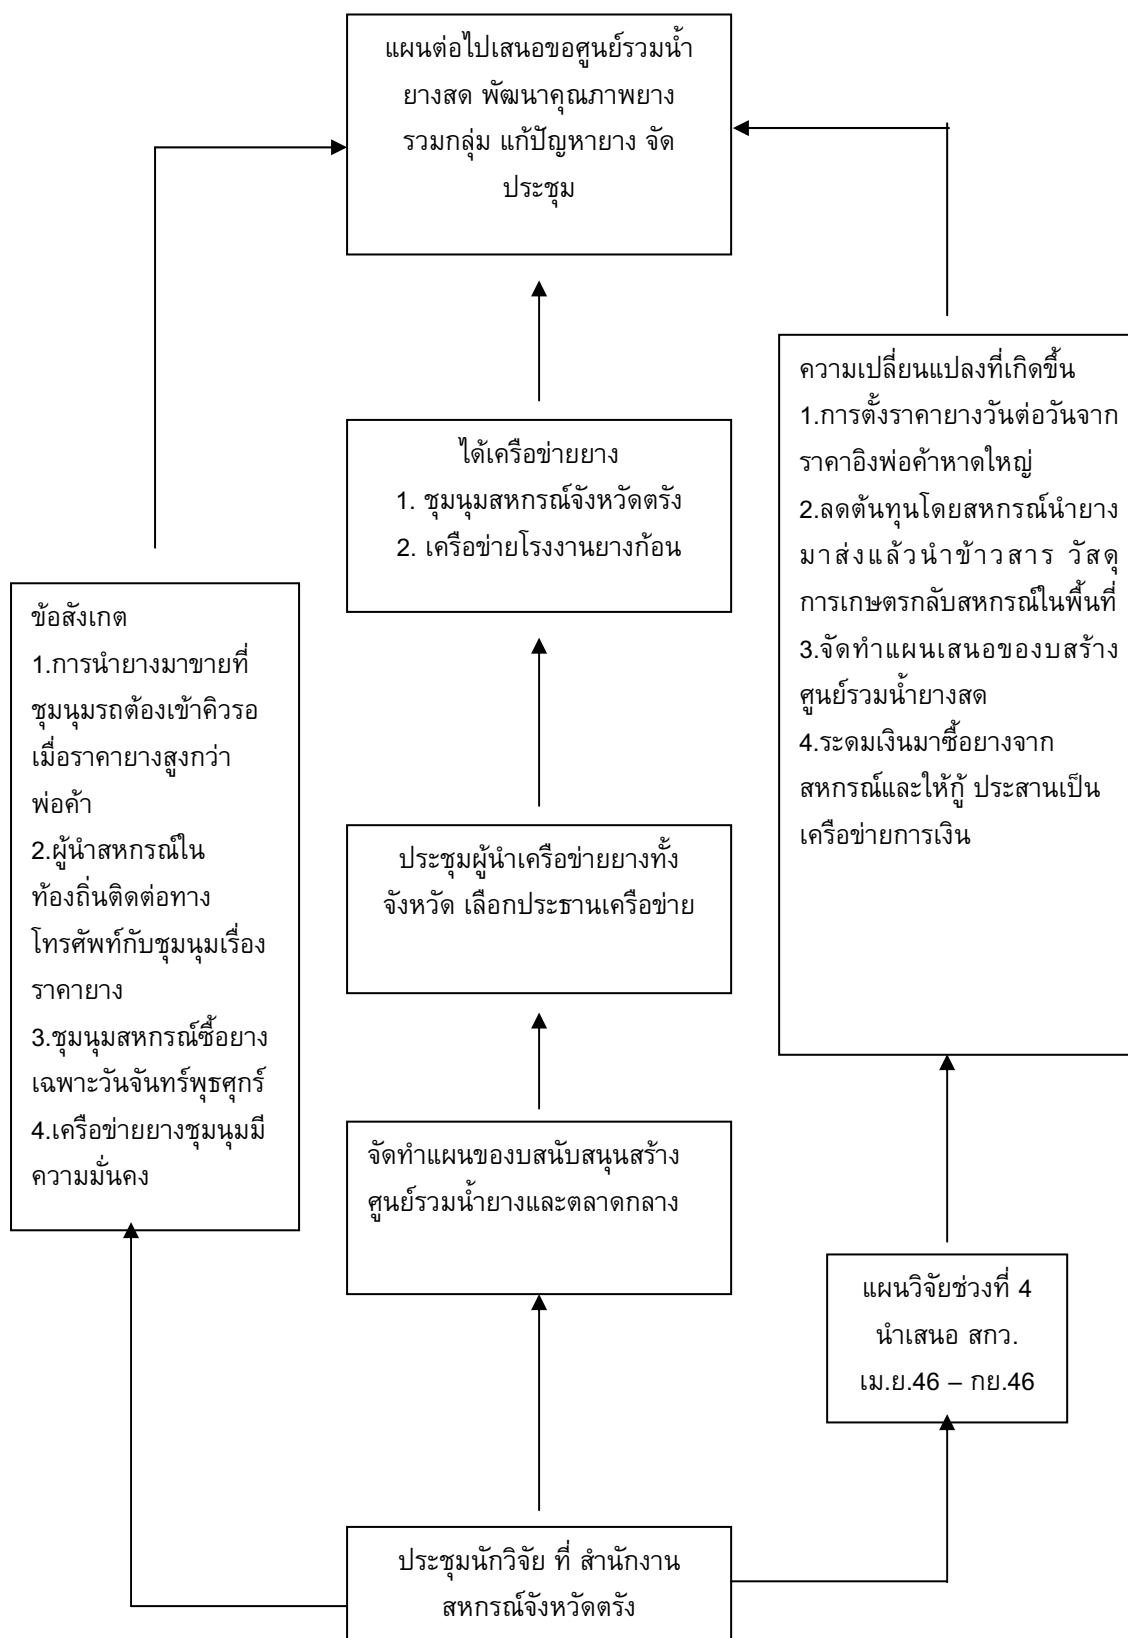 แผนต่อไปเสนอขอศูนย์รวมน้ำ
ยางสด พัฒนาคุณภาพยาง
รวมกลุ่ม แก้ปัญหายาง จัด
ประชุม
ความเปลี่ยนแปลงที่เกิดขึ้น
1.การตั้งราคายางวันต่อวันจาก
ราคาอิงพ่อค้าหาดใหญ่
2.ลดต้นทุนโดยสหกรณ์นำยาง
มาส่งแล้วนำข้าวสาร วัสดุ
การเกษตรกลับสหกรณ์ในพื้นที่
3.จัดทำแผนเสนอของบสร้าง
ศูนย์รวมน้ำยางสด
4.ระดมเงินมาซื้อยางจาก
สหกรณ์และให้กู้ ประสานเป็น
เครือข่ายการเงิน
ได้เครือข่ายยาง
1. ชุมนุมสหกรณ์จังหวัดตรัง
2. เครือข่ายโรงงานยางก้อน
ข้อสังเกต
1.การนำยางมาขายที่
ชุมนุมรถต้องเข้าคิวรอ
เมื่อราคายางสูงกว่า
พ่อค้า
2.ผู้นำสหกรณ์ใน
ท้องถิ่นติดต่อทาง
โทรศัพท์กับชุมนุมเรื่อง
ราคายาง
3.ชุมนุมสหกรณ์ซื้อยาง
เฉพาะวันจันทร์พุธศุกร์
4.เครือข่ายยางชุมนุมมี
ความมั่นคง
ประชุมผู้นำเครือข่ายยางทั้ง
จังหวัด เลือกประธานเครือข่าย
จัดทำแผนของบสนับสนุนสร้าง
ศูนย์รวมน้ำยางและตลาดกลาง
แผนวิจัยช่วงที่ 4
นำเสนอ สกว.
เม.ย.46 – กย.46
ประชุมนักวิจัย ที่ สำนักงาน
สหกรณ์จังหวัดตรัง